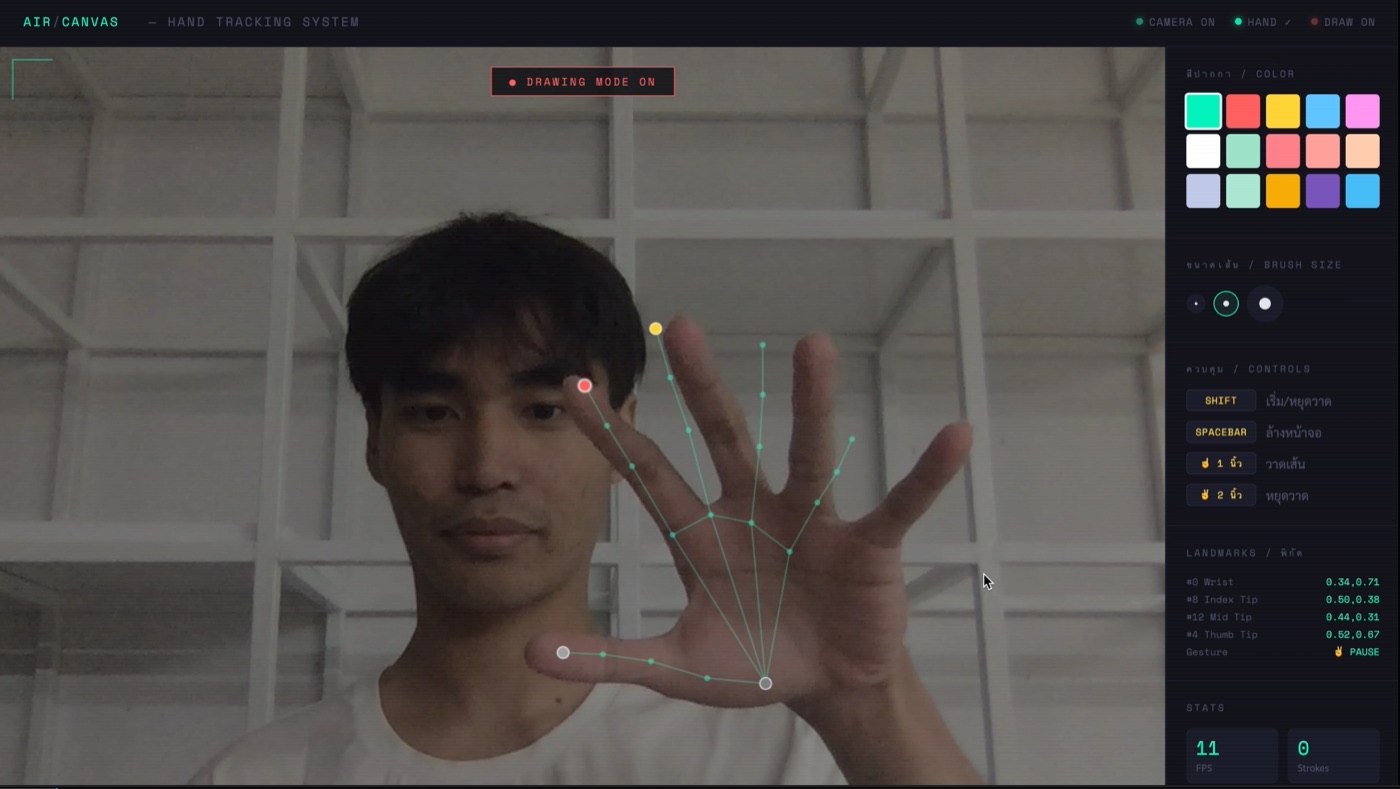 AIR/CANVAS — HAND TRACKING SYSTEM
CAMERA ON HAND ✓ DRAW ON
DRAWING MODE ON
สีปากกา / COLOR
ขนาดเส้น / BRUSH SIZE
ควบคุม / CONTROLS
SHIFT เริ่ม/หยุดวาด
SPACEBAR ล้างหน้าจอ
☝ 1 นิ้ว วาดเส้น
✌ 2 นิ้ว หยุดวาด
LANDMARKS / พิกัด
#0 Wrist 0.34,0.71
#8 Index Tip 0.50,0.38
#12 Mid Tip 0.44,0.31
#4 Thumb Tip 0.52,0.67
Gesture ✌ PAUSE
STATS
11 0
FPS Strokes